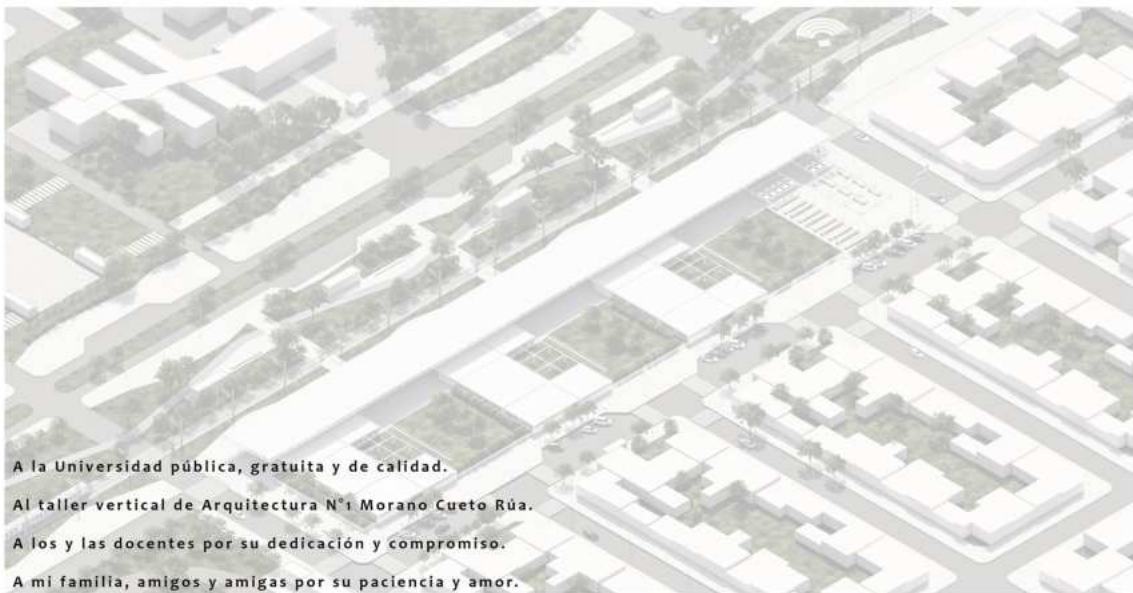 A la Universidad pública, gratuita y de calidad.
Al taller vertical de Arquitectura N°1 Morano Cueto Rúa.
A los y las docentes por su dedicación y compromiso.
A mi familia, amigos y amigas por su paciencia y amor.